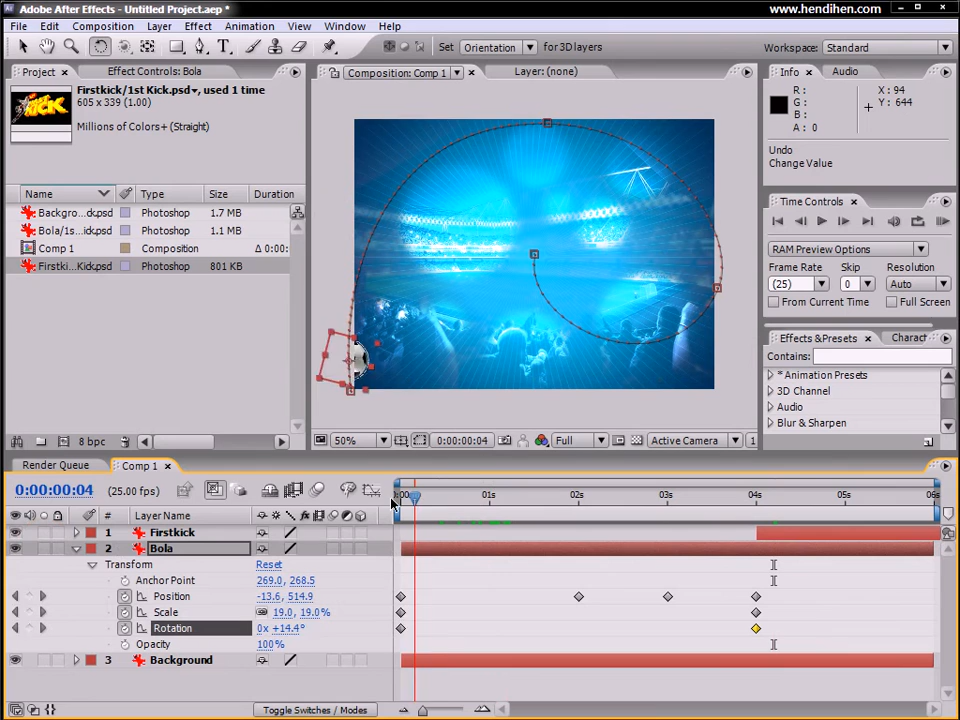 Adobe After Effects - Untitled Project.aep *
www.hendihen.com
File Edit Composition Layer Effect Animation View Window Help
Set Orientation for 3D layers
Workspace: Standard
Project Effect Controls: Bola
Composition: Comp 1 Layer: (none)
Info Audio
Firstkick/1st Kick.psd, used 1 time
605 x 339 (1.00)
Millions of Colors+ (Straight)
KICK
R :
G :
B :
A : 0
X : 94
Y : 644
Undo
Change Value
Name Type Size Duration
Backgro...dk.psd Photoshop 1.7 MB
Bola/1s...ick.psd Photoshop 1.1 MB
Comp 1 Composition Δ 0:00:
Firstki...Kick.psd Photoshop 801 KB
Time Controls
RAM Preview Options
Frame Rate Skip Resolution
(25) 0 Auto
From Current Time Full Screen
Effects &Presets Charact
Contains:
* Animation Presets
3D Channel
Audio
Blur & Sharpen
8 bpc
50% 0:00:00:04 Full Active Camera 1
Render Queue Comp 1
0:00:00:04 (25.00 fps)
:00 01s 02s 03s 04s 05s 06s
# Layer Name
1 Firstkick
2 Bola
Transform Reset
Anchor Point 269.0, 268.5
Position -13.6, 514.9
Scale 19.0, 19.0%
Rotation 0x +14.4°
Opacity 100%
3 Background
Toggle Switches / Modes